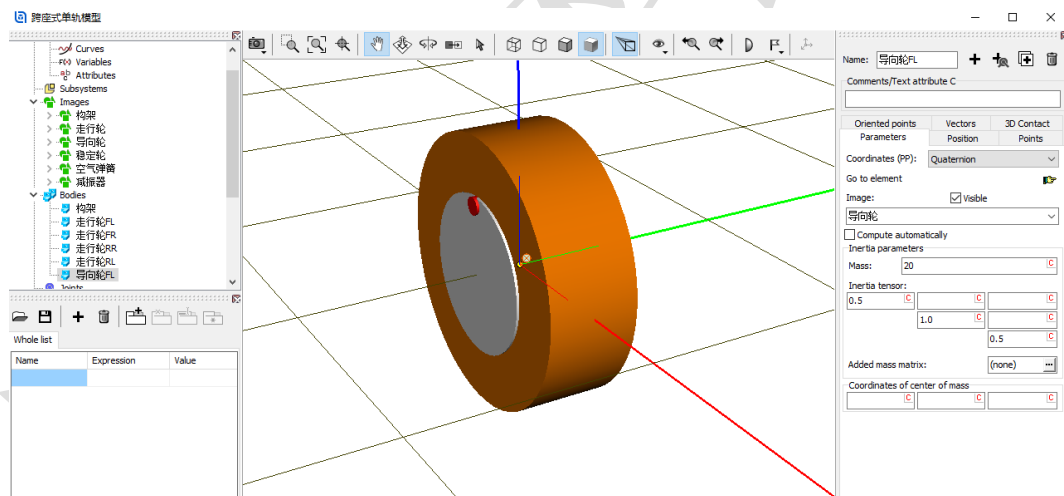 跨座式单轨模型
Curves
Variables
Attributes
Subsystems
Images
构架
走行轮
导向轮
稳定轮
空气弹簧
减振器
Bodies
构架
走行轮FL
走行轮FR
走行轮RR
走行轮RL
导向轮FL
Joints
Whole list
Name Expression Value
Name: 导向轮FL
Comments/Text attribute C
Oriented points Vectors 3D Contact
Parameters Position Points
Coordinates (PP): Quaternion
Go to element
Image: Visible
导向轮
Compute automatically
Inertia parameters
Mass: 20 C
Inertia tensor:
0.5 C C C
1.0 C C
0.5 C
Added mass matrix: (none) ...
Coordinates of center of mass
C C C